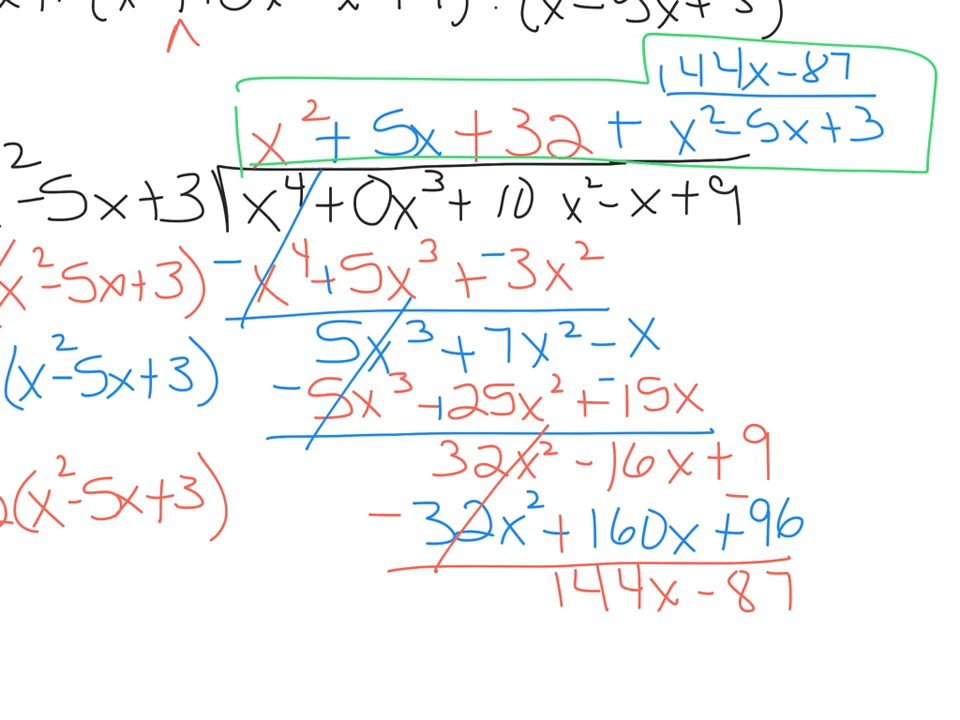 144x-87
x² + 5x + 32 + x²-5x+3
²-5x+3 x⁴ + 0x³ + 10x² - x + 9
(x²-5x+3) - x⁴ + 5x³ + -3x²
5x³ + 7x² - x
(x²-5x+3) - 5x³ + 25x² + -15x
32x² - 16x + 9
(x²-5x+3) - 32x² + 160x + -96
144x - 87